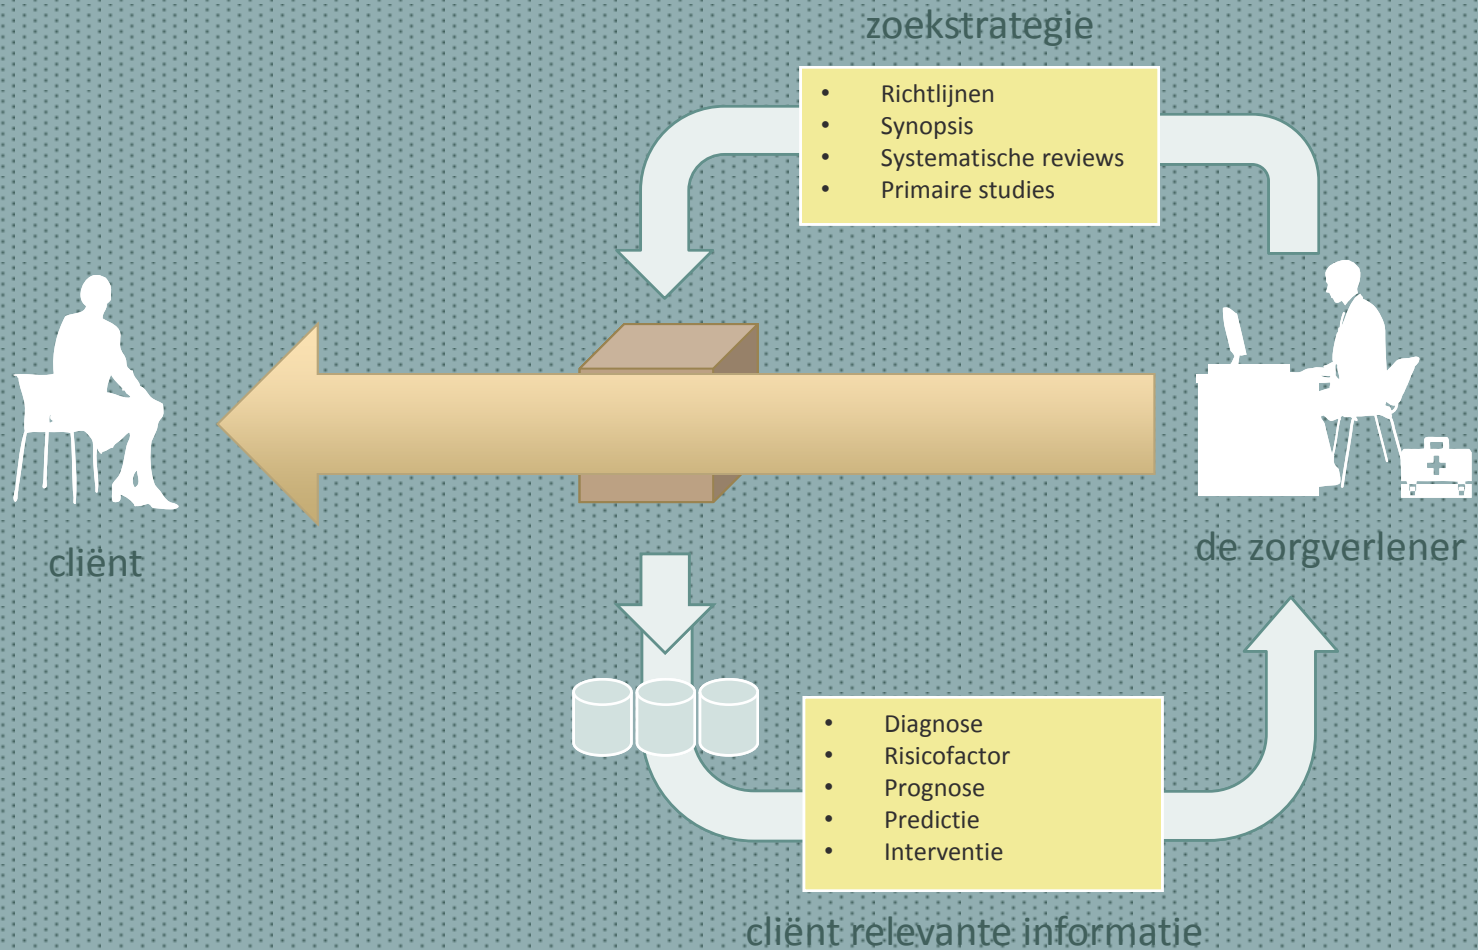 zoekstrategie
• Richtlijnen
• Synopsis
• Systematische reviews
• Primaire studies
cliënt
de zorgverlener
• Diagnose
• Risicofactor
• Prognose
• Predictie
• Interventie
cliënt relevante informatie